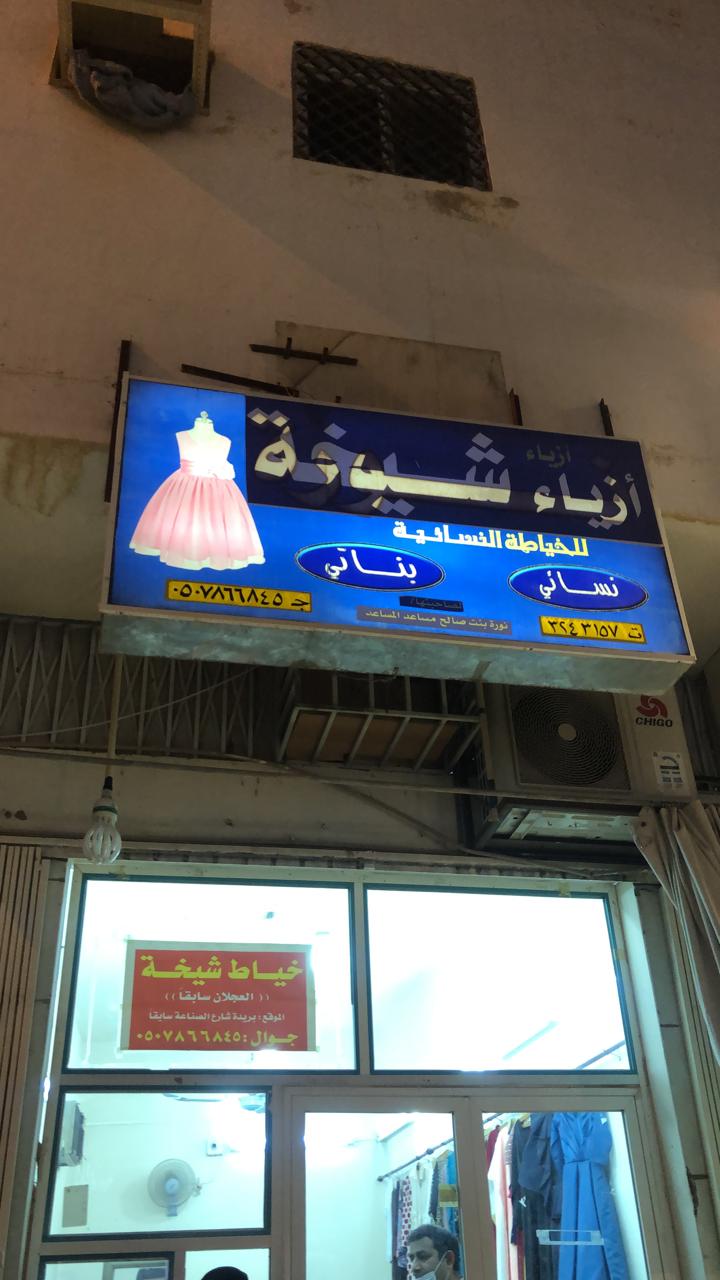 أزياء
أزياء شيخة
للخياطة النسائية
نسائي
بناتي
لصاحبتها/
نورة بنت صالح مساعد المساعد
ت ٣٢٤٣١٥٧
ج ٠٥٠٧٨٦٦٨٤٥
CHIGO
خياط شيخة
(( العجلان سابقاً ))
الموقع: بريدة شارع الصناعة سابقاً
جوال: ٠٥٠٧٨٦٦٨٤٥